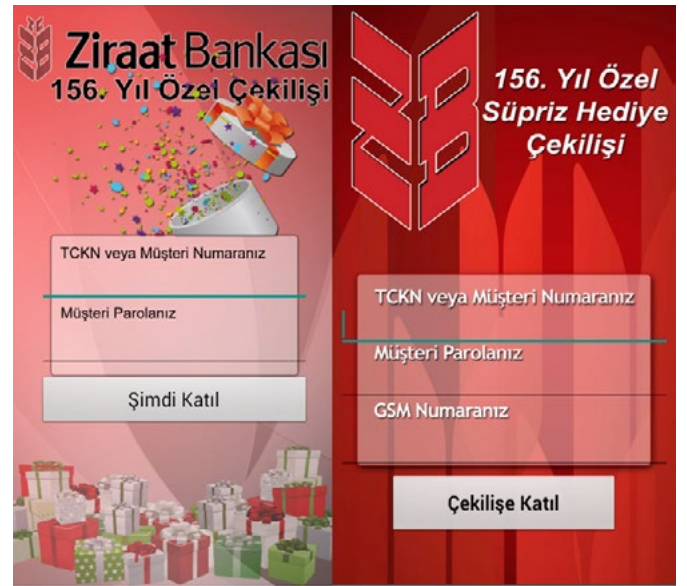 Ziraat Bankası
156. Yıl Özel Çekilişi
TCKN veya Müşteri Numaranız
Müşteri Parolanız
Şimdi Katıl
156. Yıl Özel
Süpriz Hediye
Çekilişi
TCKN veya Müşteri Numaranız
Müşteri Parolanız
GSM Numaranız
Çekilişe Katıl